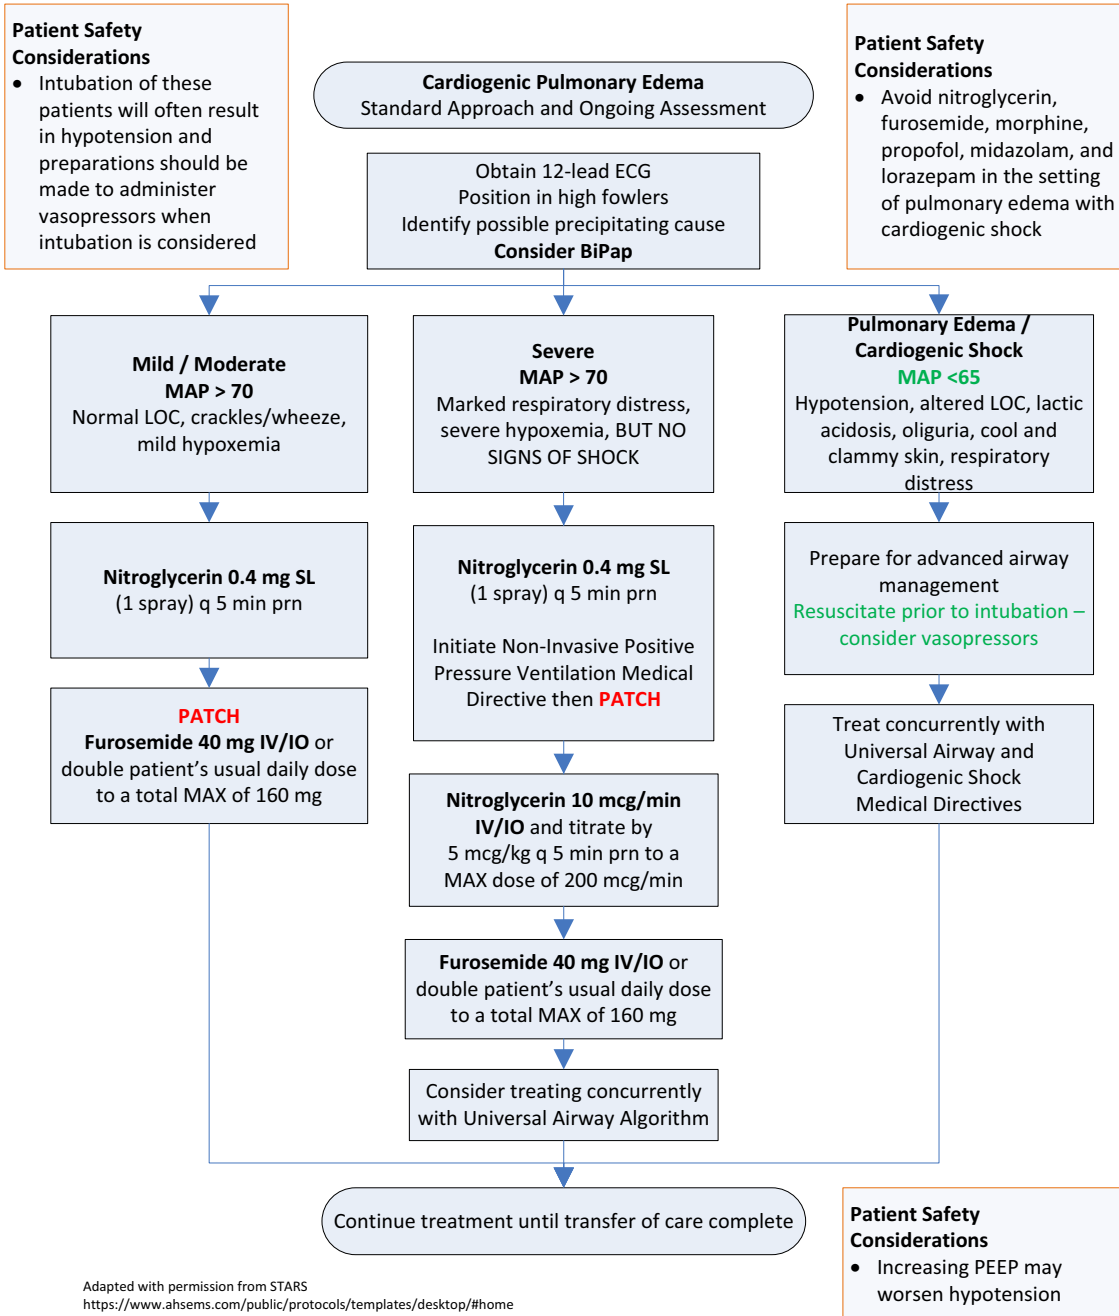 Patient Safety
Considerations
• Intubation of these
patients will often result
in hypotension and
preparations should be
made to administer
vasopressors when
intubation is considered
Cardiogenic Pulmonary Edema
Standard Approach and Ongoing Assessment
Patient Safety
Considerations
• Avoid nitroglycerin,
furosemide, morphine,
propofol, midazolam, and
lorazepam in the setting
of pulmonary edema with
cardiogenic shock
Obtain 12-lead ECG
Position in high fowlers
Identify possible precipitating cause
Consider BiPap
Mild / Moderate
MAP > 70
Normal LOC, crackles/wheeze,
mild hypoxemia
Nitroglycerin 0.4 mg SL
(1 spray) q 5 min prn
PATCH
Furosemide 40 mg IV/IO or
double patient's usual daily dose
to a total MAX of 160 mg
Severe
MAP > 70
Marked respiratory distress,
severe hypoxemia, BUT NO
SIGNS OF SHOCK
Nitroglycerin 0.4 mg SL
(1 spray) q 5 min prn
Initiate Non-Invasive Positive
Pressure Ventilation Medical
Directive then PATCH
Nitroglycerin 10 mcg/min
IV/IO and titrate by
5 mcg/kg q 5 min prn to a
MAX dose of 200 mcg/min
Furosemide 40 mg IV/IO or
double patient's usual daily dose
to a total MAX of 160 mg
Consider treating concurrently
with Universal Airway Algorithm
Pulmonary Edema /
Cardiogenic Shock
MAP <65
Hypotension, altered LOC, lactic
acidosis, oliguria, cool and
clammy skin, respiratory
distress
Prepare for advanced airway
management
Resuscitate prior to intubation –
consider vasopressors
Treat concurrently with
Universal Airway and
Cardiogenic Shock
Medical Directives
Continue treatment until transfer of care complete
Patient Safety
Considerations
• Increasing PEEP may
worsen hypotension
Adapted with permission from STARS
https://www.ahsems.com/public/protocols/templates/desktop/#home